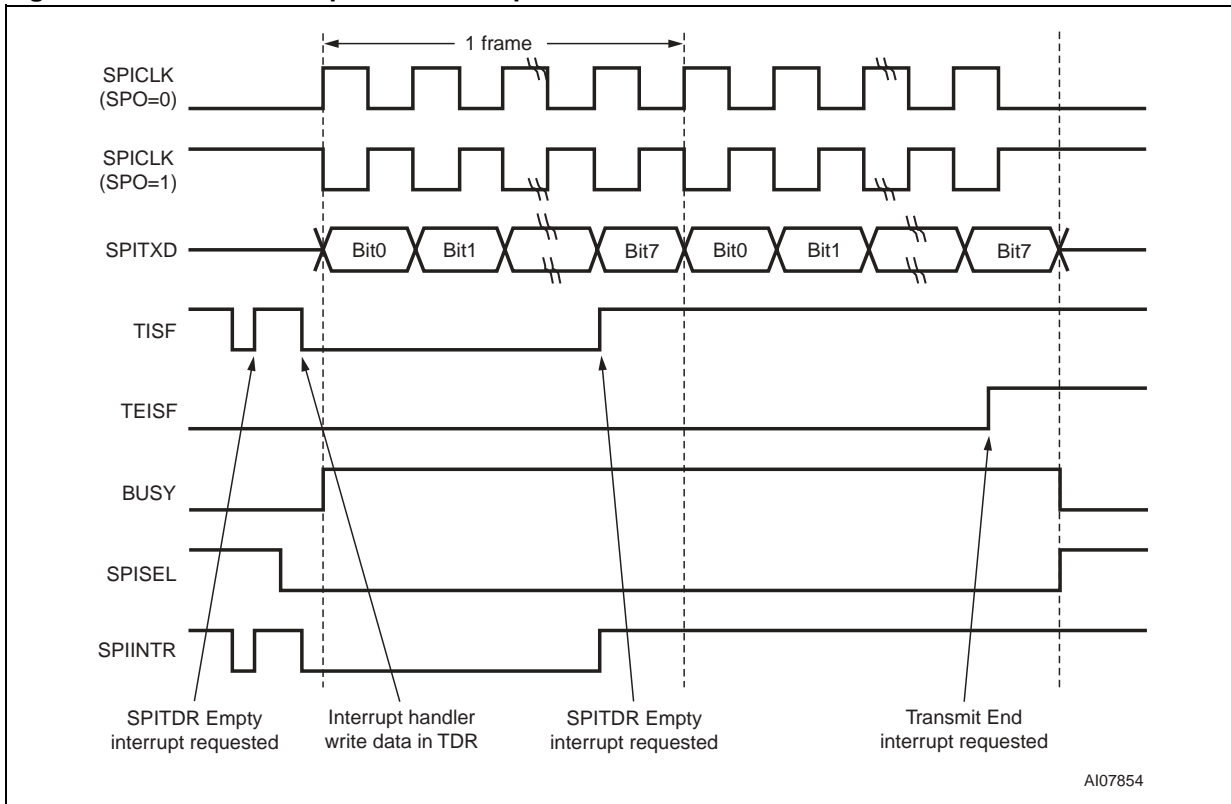 1 frame
SPICLK
(SPO=0)
SPICLK
(SPO=1)
SPITXD
Bit0 Bit1 Bit7 Bit0 Bit1 Bit7
TISF
TEISF
BUSY
SPISEL
SPIINTR
SPITDR Empty
interrupt requested
Interrupt handler
write data in TDR
SPITDR Empty
interrupt requested
Transmit End
interrupt requested
AI07854